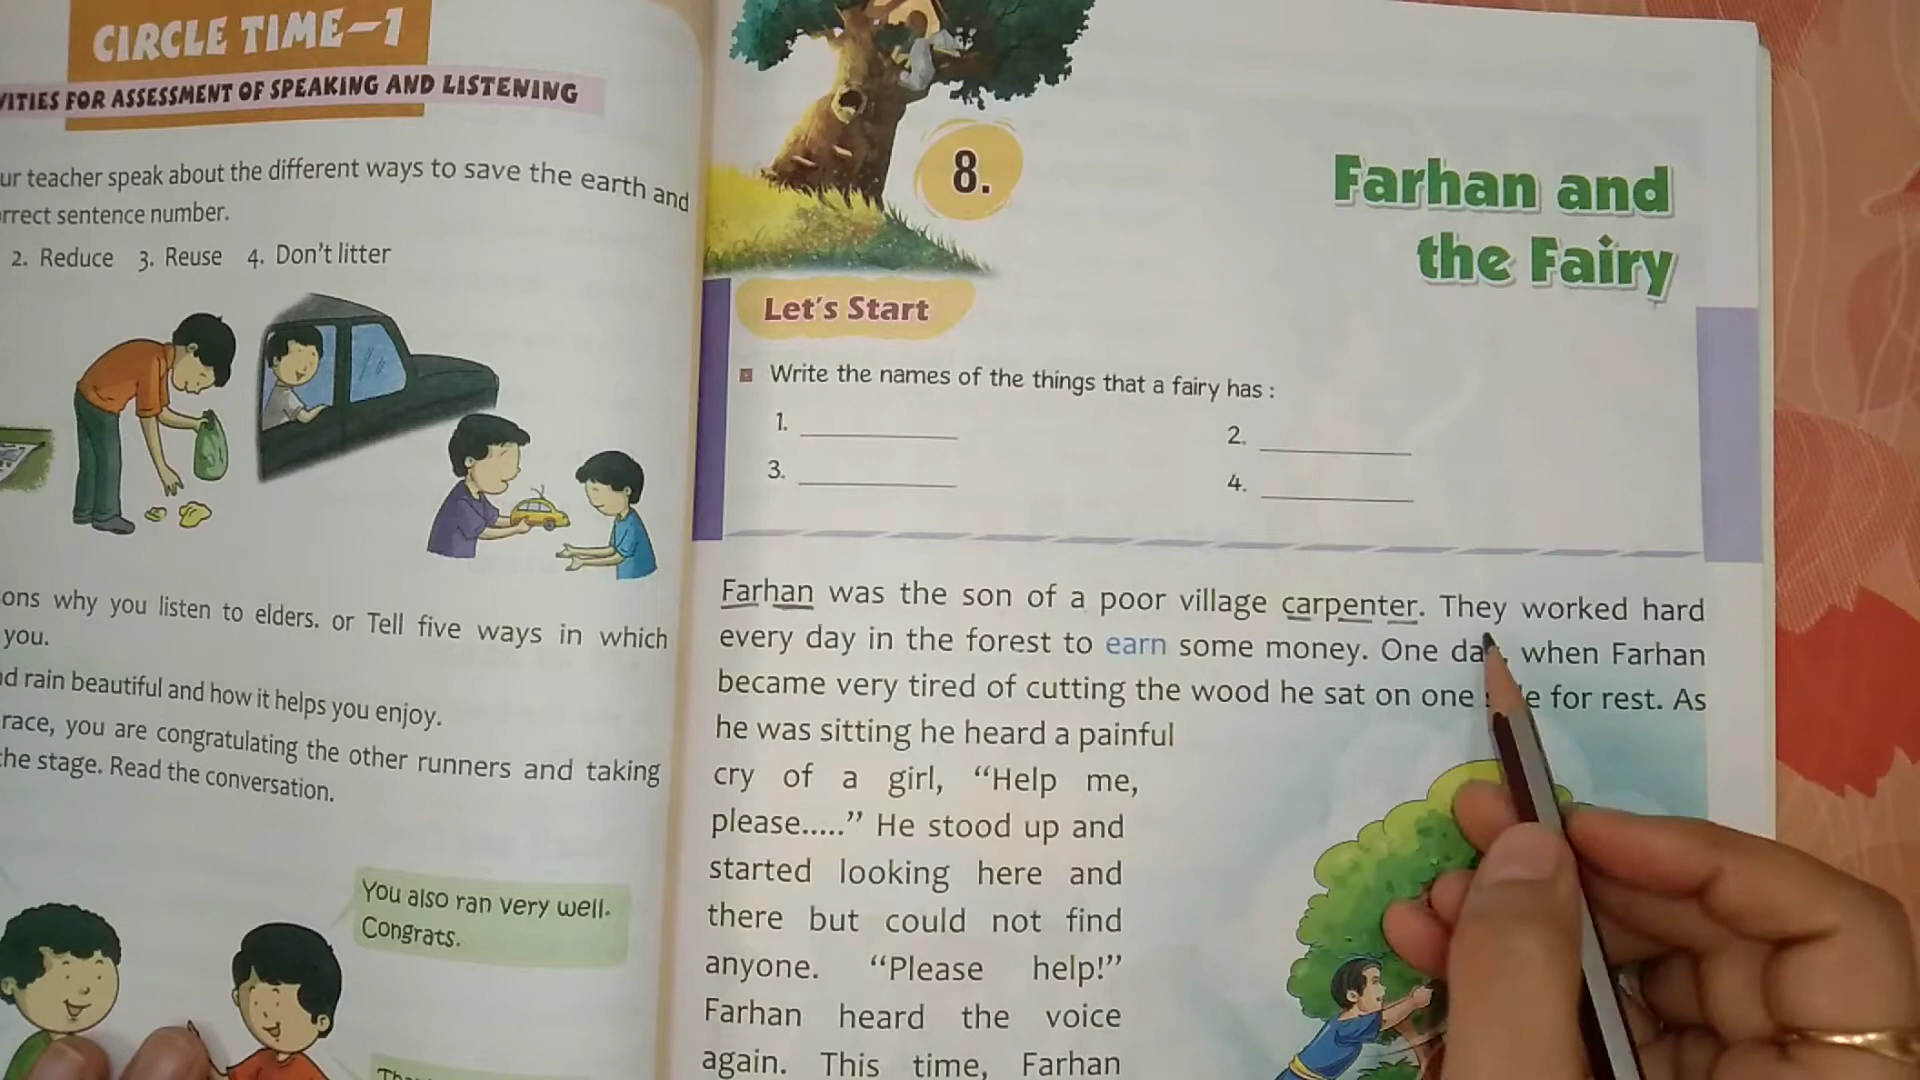 CIRCLE TIME–1
FOR ASSESSMENT OF SPEAKING AND LISTENING
teacher speak about the different ways to save the earth and
sentence number.
2. Reduce 3. Reuse 4. Don't litter
why you listen to elders. or Tell five ways in which
you.
rain beautiful and how it helps you enjoy.
race, you are congratulating the other runners and taking
the stage. Read the conversation.
You also ran very well.
Congrats.
8.
Farhan and
the Fairy
Let's Start
Write the names of the things that a fairy has :
1. 2.
3. 4.
Farhan was the son of a poor village carpenter. They worked hard
every day in the forest to earn some money. One day, when Farhan
became very tired of cutting the wood he sat on one for rest. As
he was sitting he heard a painful
cry of a girl, “Help me,
please.....” He stood up and
started looking here and
there but could not find
anyone. “Please help!”
Farhan heard the voice
again. This time, Farhan